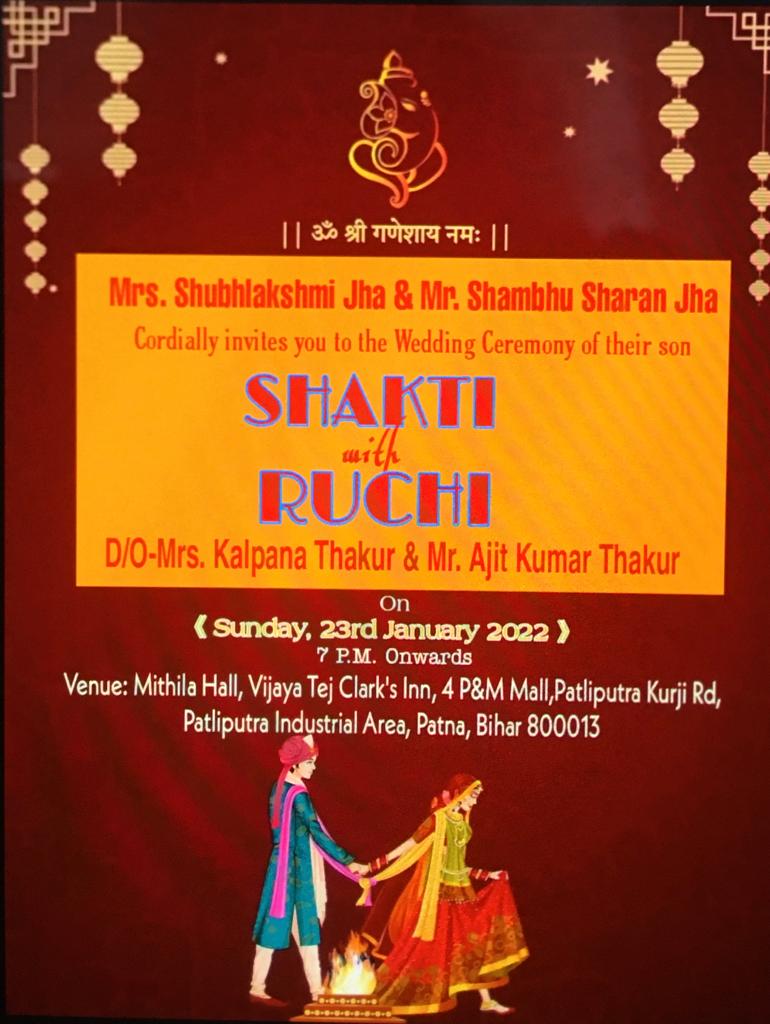 || ॐ श्री गणेशाय नमः ||
Mrs. Shubhlakshmi Jha & Mr. Shambhu Sharan Jha
Cordially invites you to the Wedding Ceremony of their son
SHAKTI
with
RUCHI
D/O-Mrs. Kalpana Thakur & Mr. Ajit Kumar Thakur
On
《 Sunday, 23rd January 2022 》
7 P.M. Onwards
Venue: Mithila Hall, Vijaya Tej Clark's Inn, 4 P&M Mall,Patliputra Kurji Rd,
Patliputra Industrial Area, Patna, Bihar 800013